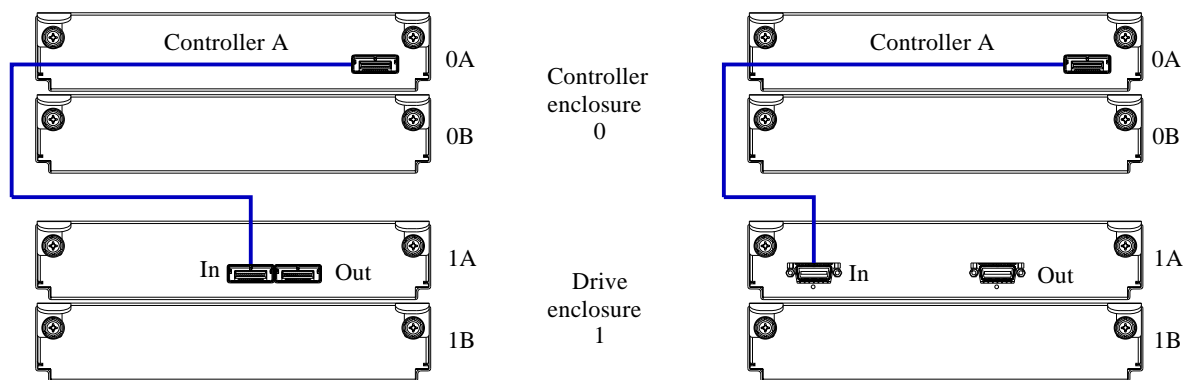 Controller A
0A
0B
Controller
enclosure
0
Controller A
0A
0B
In
Out
1A
1B
Drive
enclosure
1
In
Out
1A
1B